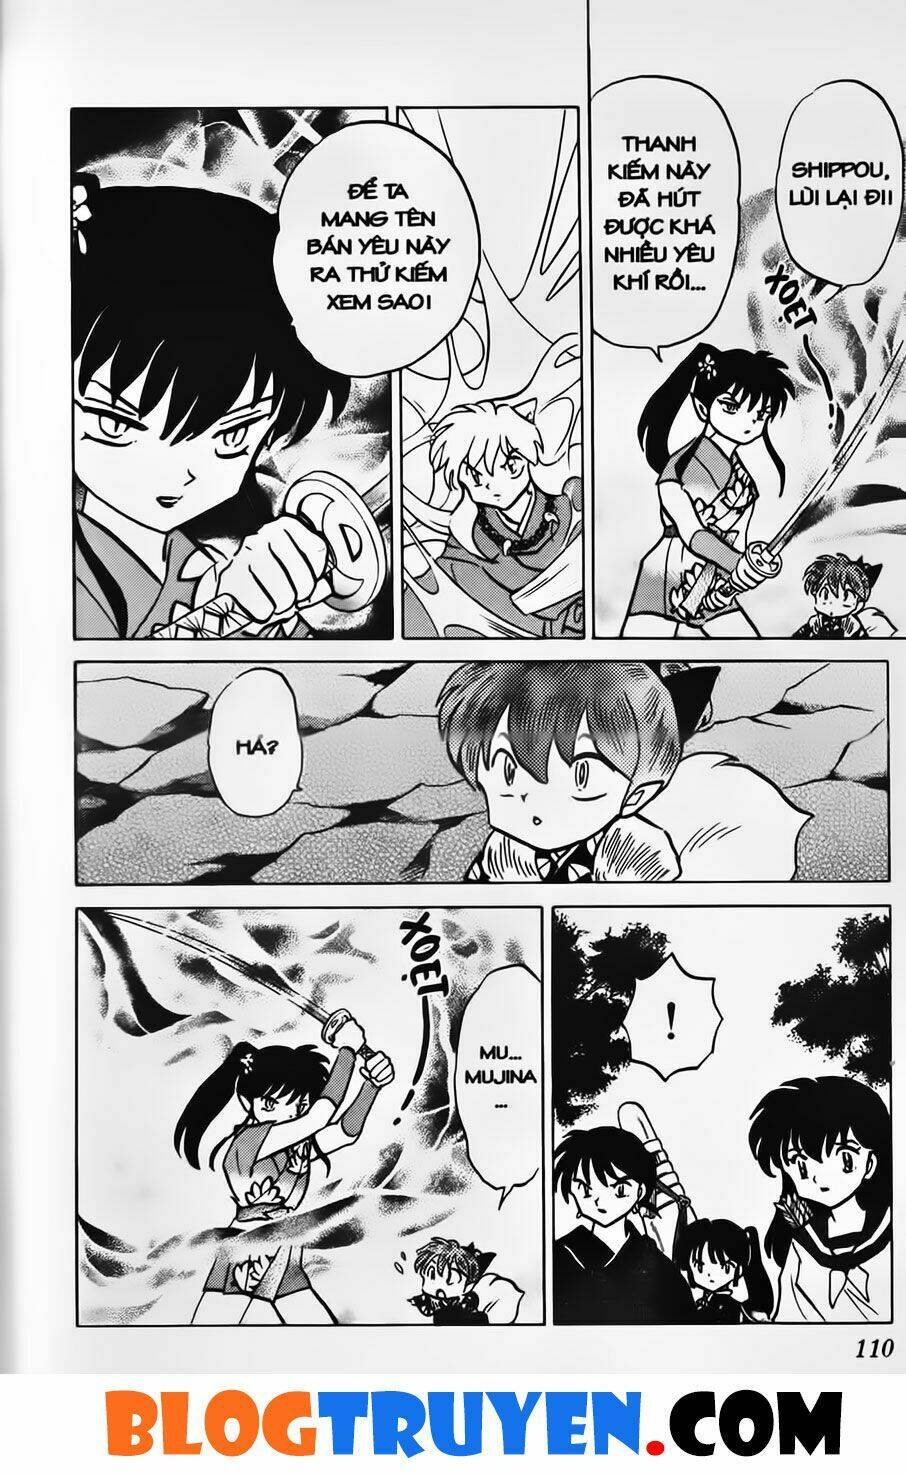 SHIPPOU,
LÙI LẠI ĐI!
XOẸT
THANH
KIẾM NÀY
ĐÃ HÚT
ĐƯỢC KHÁ
NHIỀU YÊU
KHÍ RỒI...
ĐỂ TA
MANG TÊN
BÁN YÊU NÀY
RA THỬ KIẾM
XEM SAO!
HẢ?
!
MU...
MUJINA
...
XOẸT
110
BLOGTRUYEN.COM